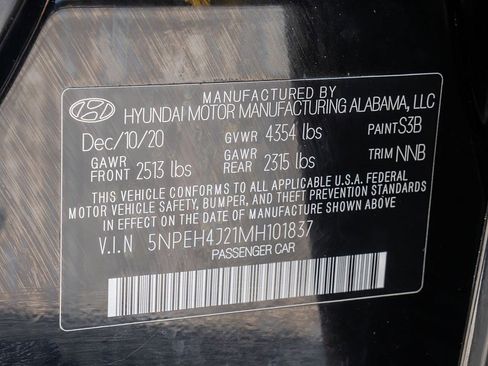 MANUFACTURED BY
HYUNDAI MOTOR MANUFACTURING ALABAMA, LLC
Dec/10/20 GVWR 4354 lbs PAINT S3B
GAWR FRONT 2513 lbs GAWR REAR 2315 lbs TRIM NNB
THIS VEHICLE CONFORMS TO ALL APPLICABLE U.S.A. FEDERAL
MOTOR VEHICLE SAFETY, BUMPER, AND THEFT PREVENTION STANDARDS
IN EFFECT ON THE DATE OF MANUFACTURE SHOWN ABOVE.
V.I.N 5NPEH4J21MH101837
PASSENGER CAR